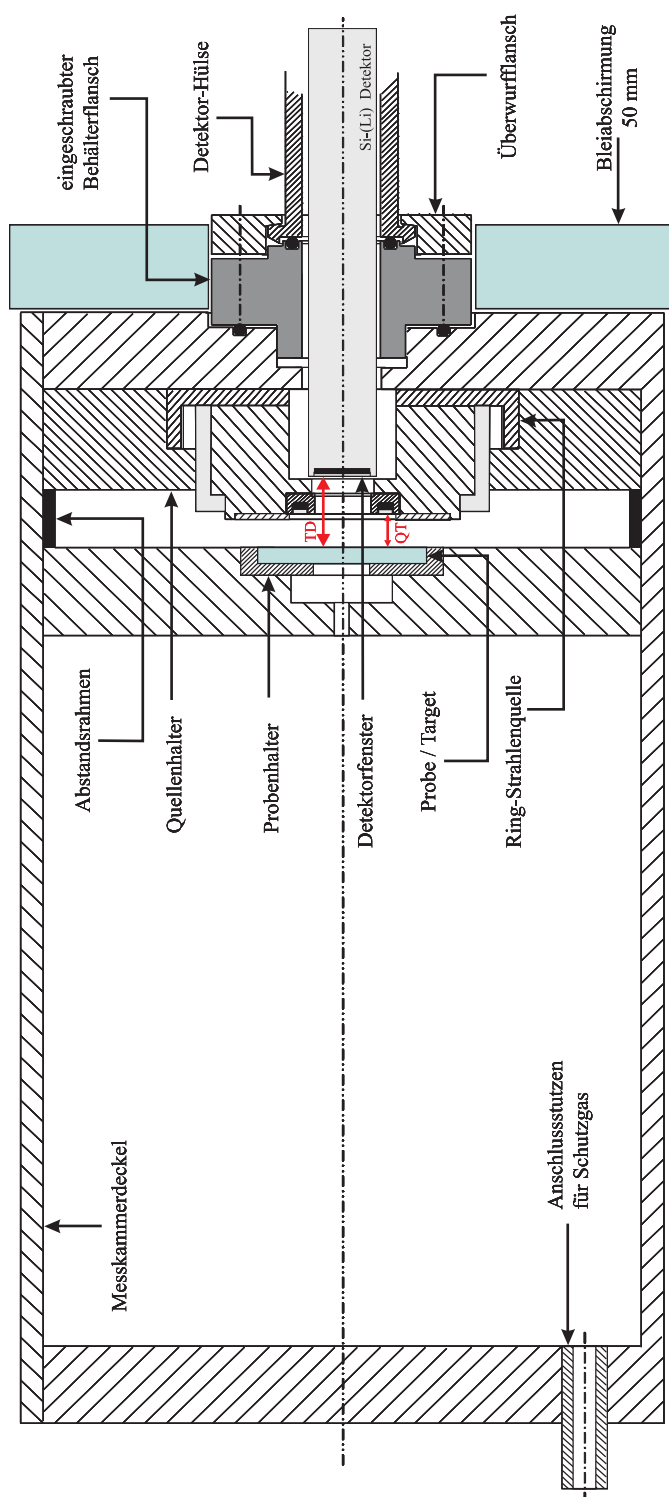 eingeschraubter
Behälterflansch
Detektor-Hülse
Si-(Li) Detektor
Überwurfflansch
Bleiabschirmung
50 mm
TD
QT
Abstandsrahmen
Quellenhalter
Probenhalter
Detektorfenster
Probe / Target
Ring-Strahlenquelle
Messkammerdeckel
Anschlussstutzen
für Schutzgas